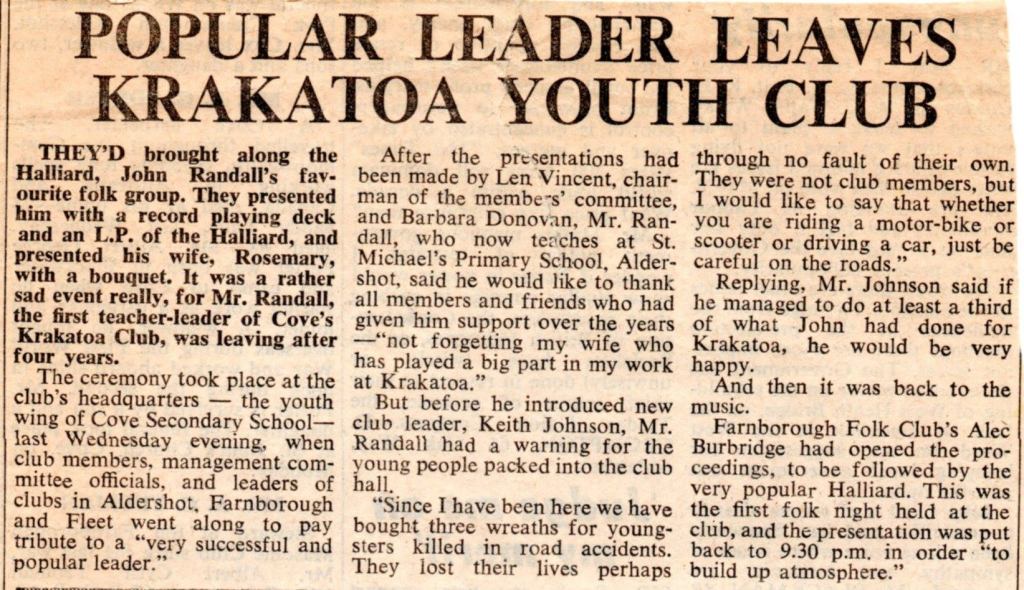 POPULAR LEADER LEAVES
KRAKATOA YOUTH CLUB
THEY'D brought along the
Halliard, John Randall's fav-
ourite folk group. They presented
him with a record playing deck
and an L.P. of the Halliard, and
presented his wife, Rosemary,
with a bouquet. It was a rather
sad event really, for Mr. Randall,
the first teacher-leader of Cove's
Krakatoa Club, was leaving after
four years.
The ceremony took place at the
club's headquarters — the youth
wing of Cove Secondary School—
last Wednesday evening, when
club members, management com-
mittee officials, and leaders of
clubs in Aldershot, Farnborough
and Fleet went along to pay
tribute to a "very successful and
popular leader."
After the presentations had
been made by Len Vincent, chair-
man of the members' committee,
and Barbara Donovan, Mr. Ran-
dall, who now teaches at St.
Michael's Primary School, Alder-
shot, said he would like to thank
all members and friends who had
given him support over the years
—"not forgetting my wife who
has played a big part in my work
at Krakatoa."
But before he introduced new
club leader, Keith Johnson, Mr.
Randall had a warning for the
young people packed into the club
hall.
"Since I have been here we have
bought three wreaths for young-
sters killed in road accidents.
They lost their lives perhaps
through no fault of their own.
They were not club members, but
I would like to say that whether
you are riding a motor-bike or
scooter or driving a car, just be
careful on the roads."
Replying, Mr. Johnson said if
he managed to do at least a third
of what John had done for
Krakatoa, he would be very
happy.
And then it was back to the
music.
Farnborough Folk Club's Alec
Burbridge had opened the pro-
ceedings, to be followed by the
very popular Halliard. This was
the first folk night held at the
club, and the presentation was put
back to 9.30 p.m. in order "to
build up atmosphere."